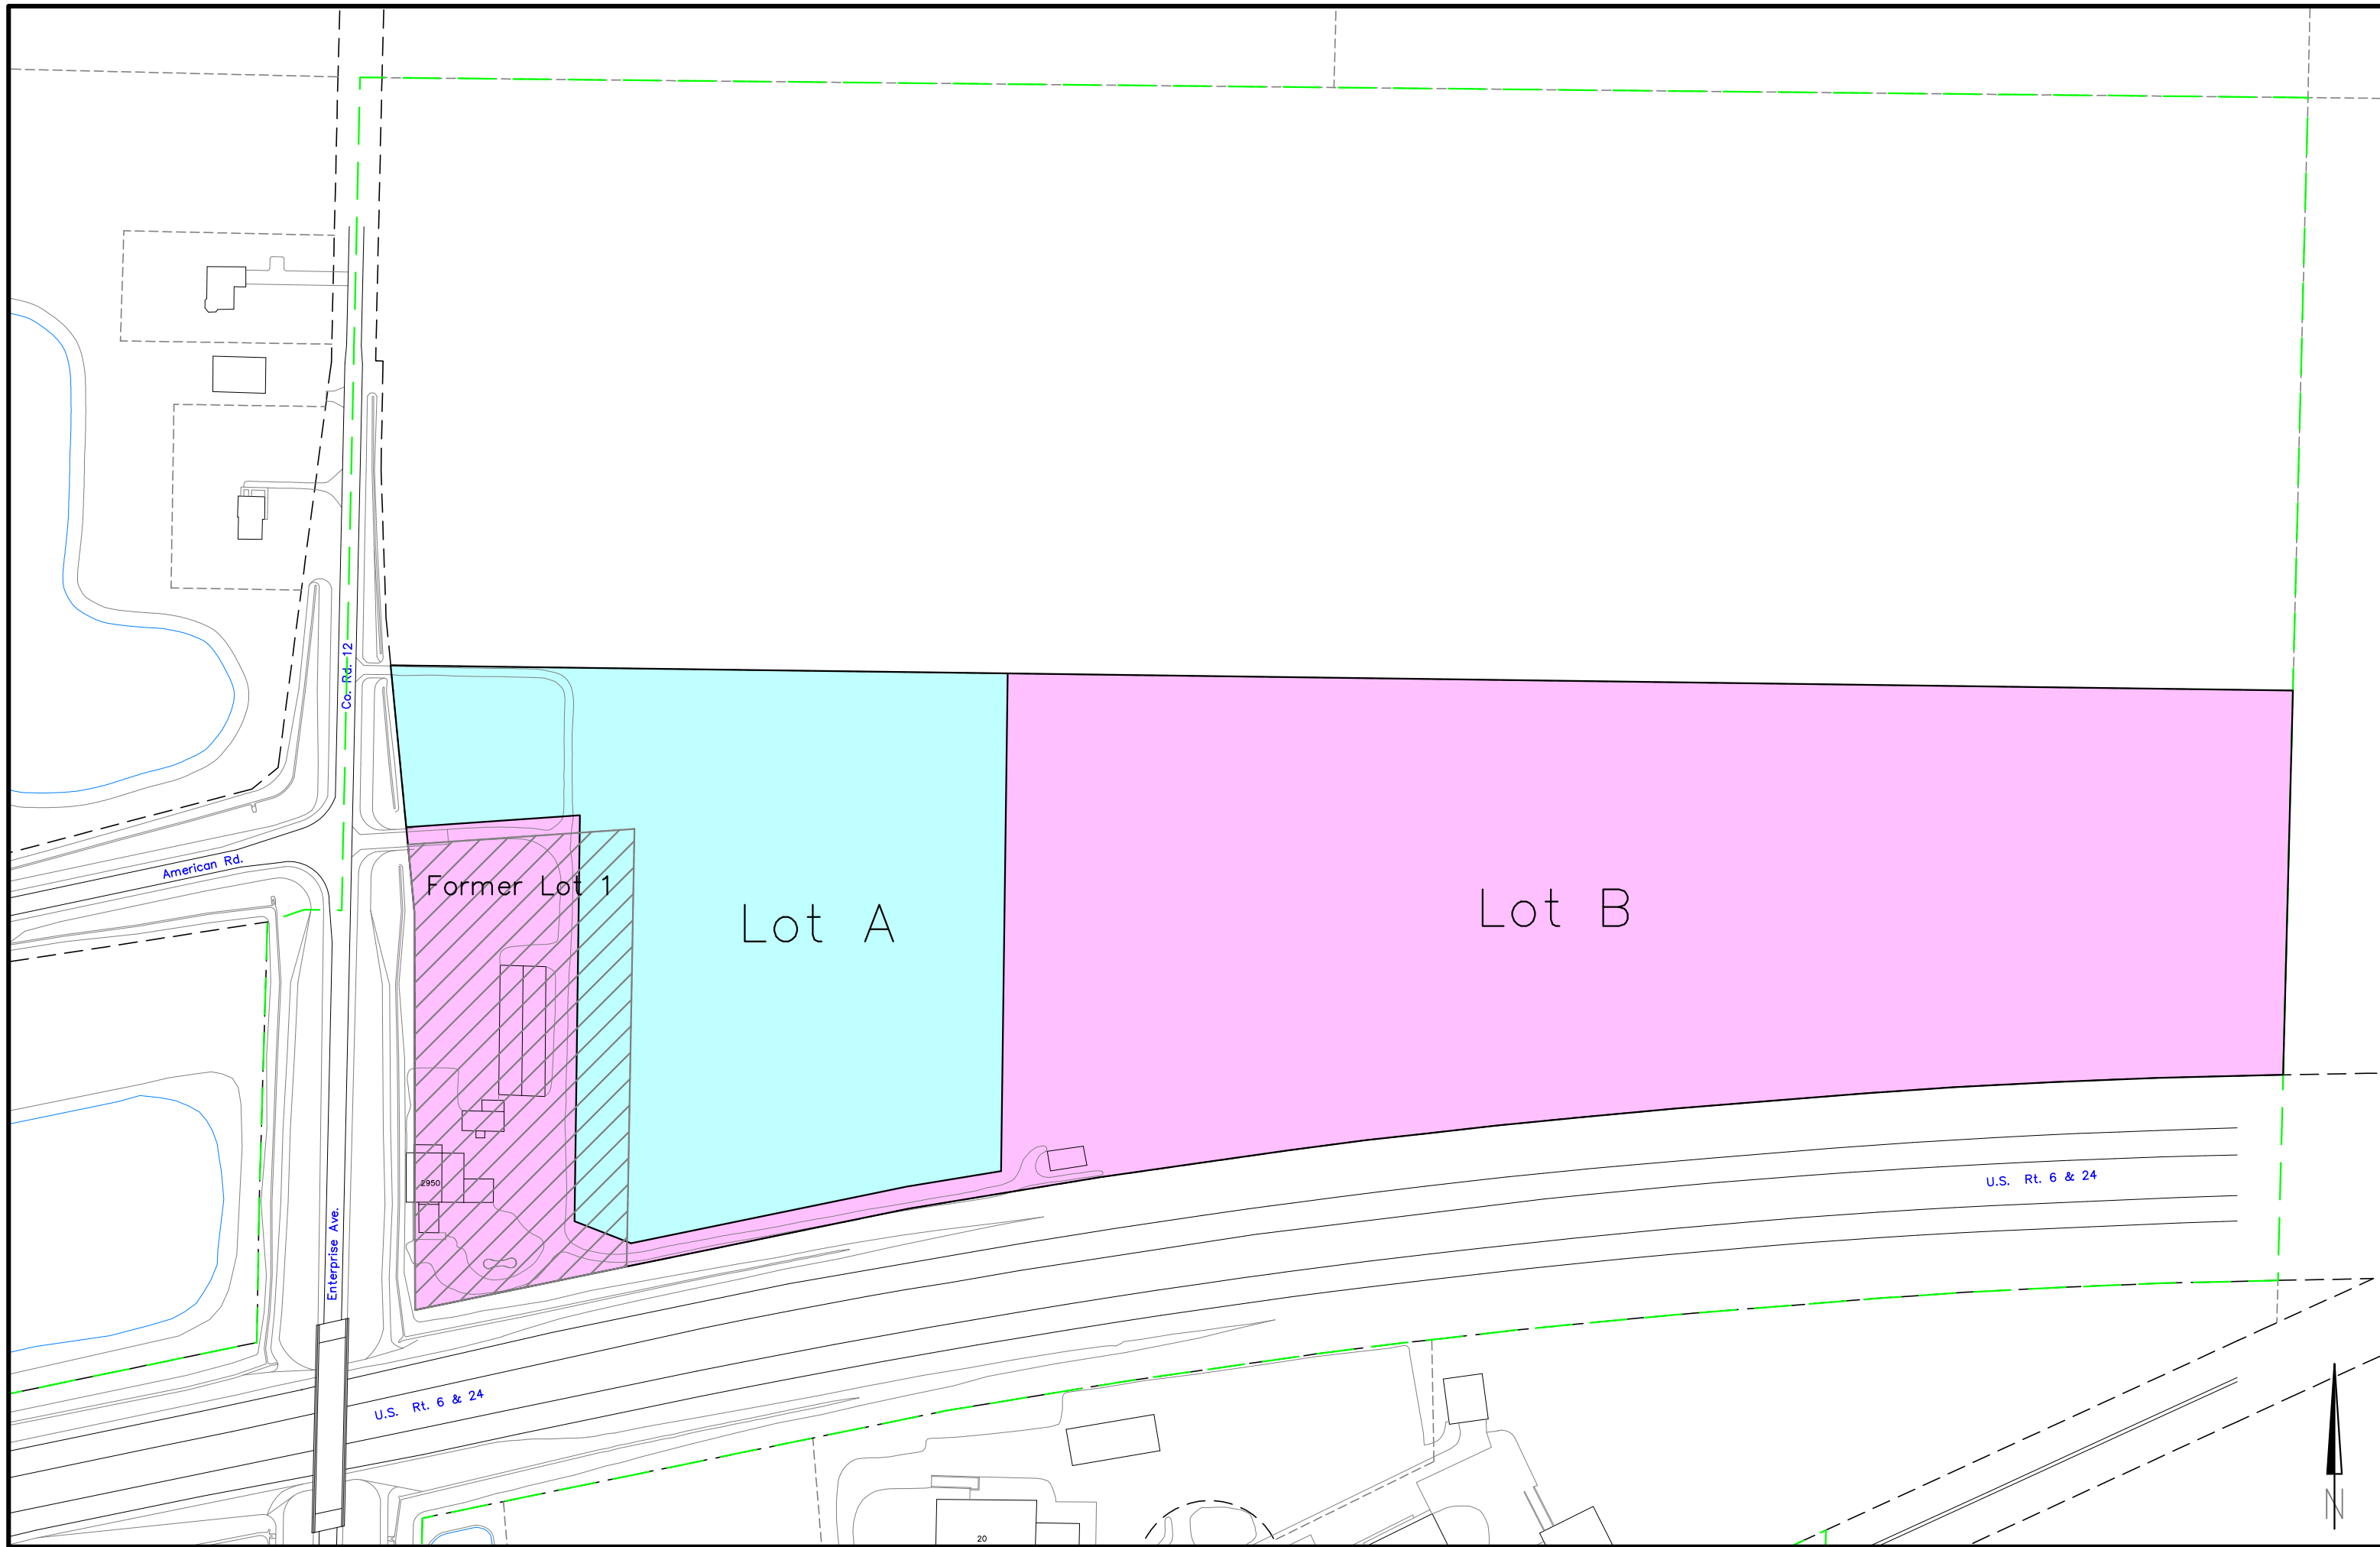 Co. Rd. 12
American Rd.
Former Lot 1
Lot A
Lot B
2950
U.S. Rt. 6 & 24
Enterprise Ave.
U.S. Rt. 6 & 24
N
20